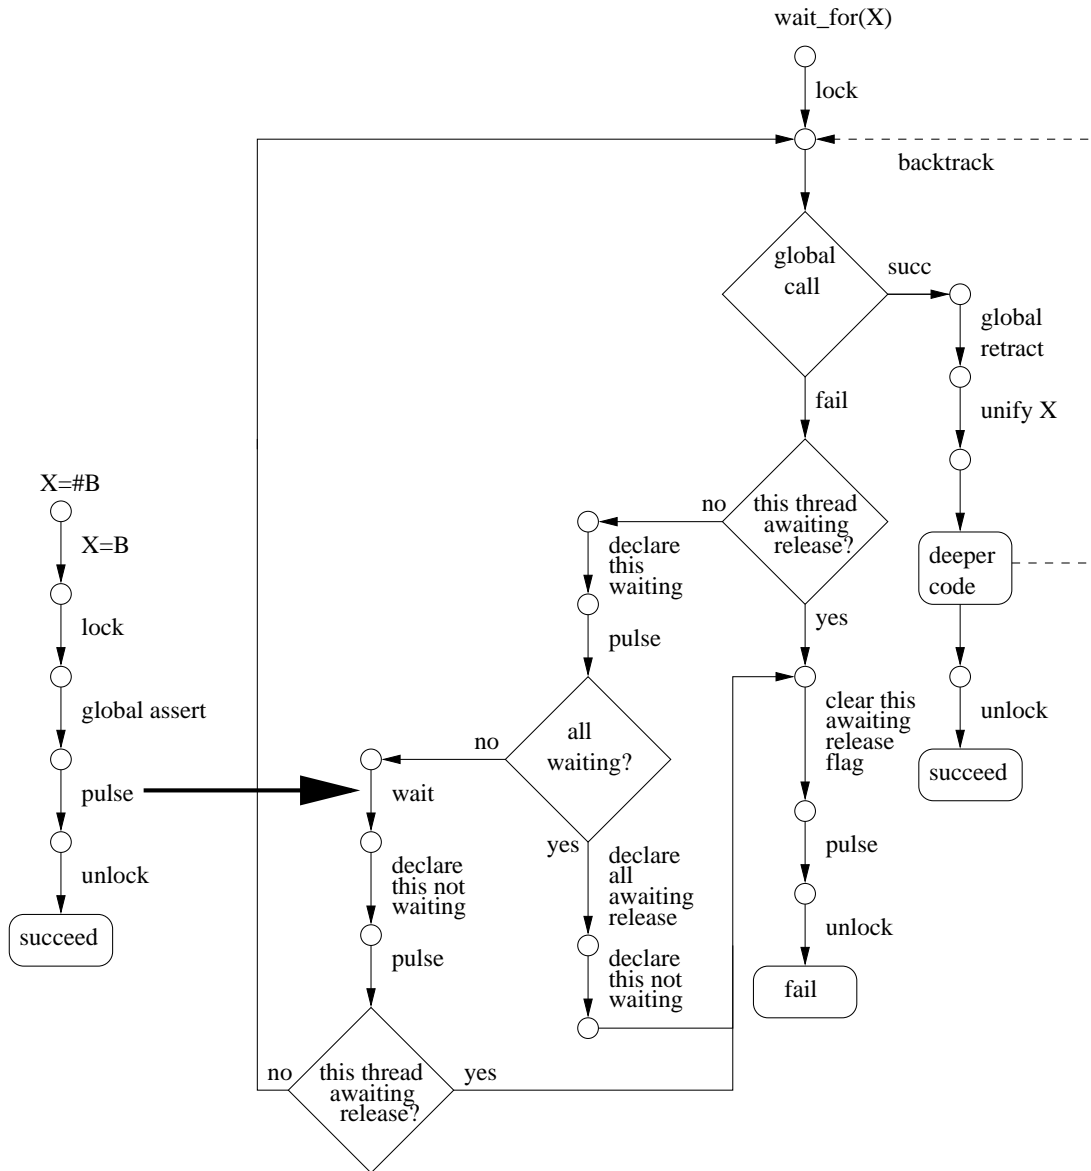 wait_for(X)
lock
backtrack
global
call
succ
global
retract
fail
unify X
X=#B
no
this thread
awaiting
release?
X=B
declare
this
waiting
deeper
code
lock
pulse
yes
global assert
all
waiting?
no
clear this
awaiting
release
flag
unlock
succeed
pulse
wait
yes
declare
all
awaiting
release
pulse
unlock
declare
this not
waiting
unlock
succeed
pulse
declare
this not
waiting
fail
no
this thread
awaiting
release?
yes